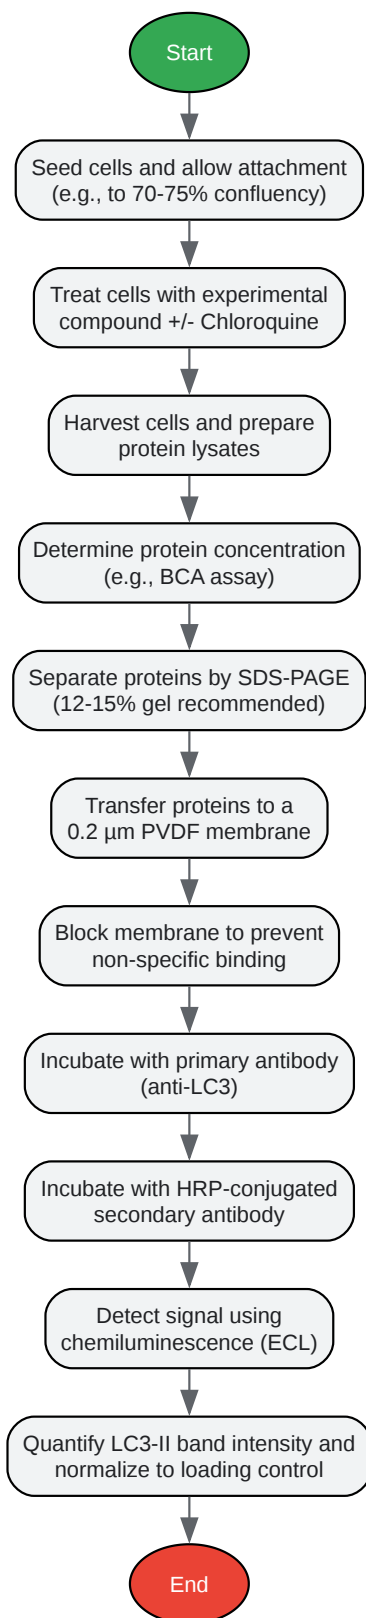 Start
Seed cells and allow attachment
(e.g., to 70-75% confluency)
Treat cells with experimental
compound +/- Chloroquine
Harvest cells and prepare
protein lysates
Determine protein concentration
(e.g., BCA assay)
Separate proteins by SDS-PAGE
(12-15% gel recommended)
Transfer proteins to a
0.2 µm PVDF membrane
Block membrane to prevent
non-specific binding
Incubate with primary antibody
(anti-LC3)
Incubate with HRP-conjugated
secondary antibody
Detect signal using
chemiluminescence (ECL)
Quantify LC3-II band intensity and
normalize to loading control
End